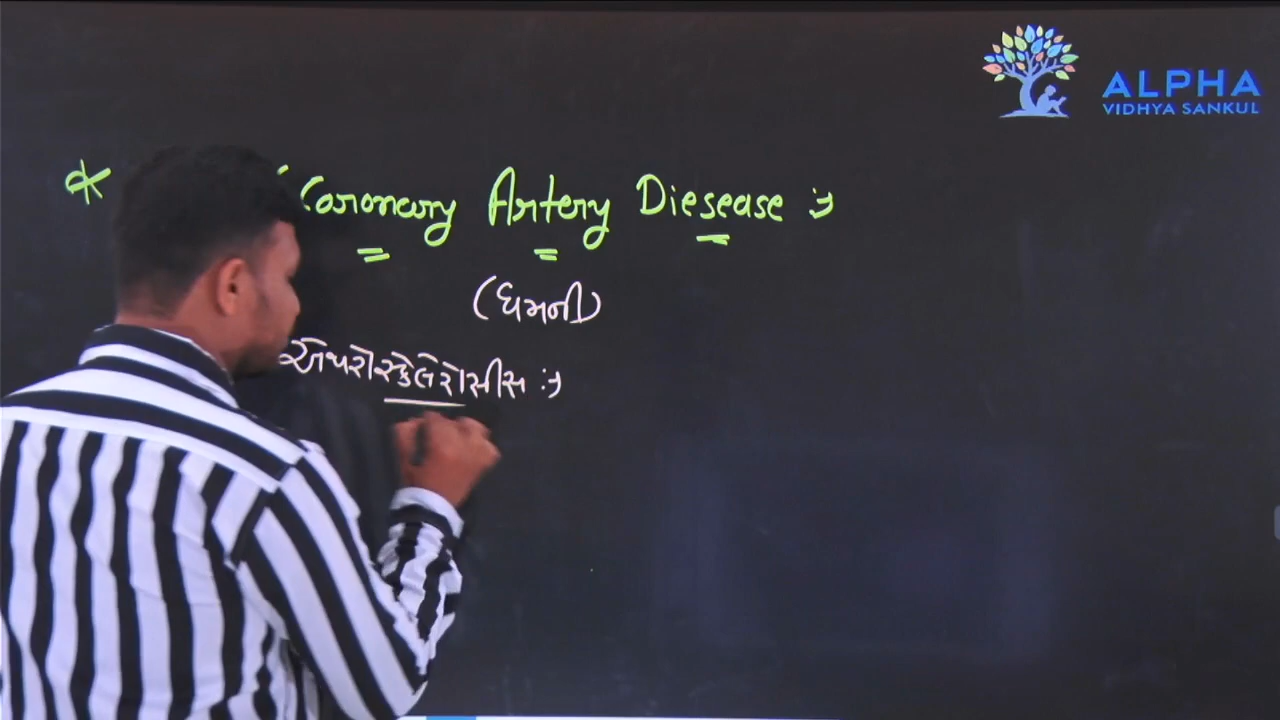 ALPHA
VIDHYA SANKUL
* Coronary Artery Diesease :-
(ધમની)
એથરોસ્કેલેરોસીસ :-